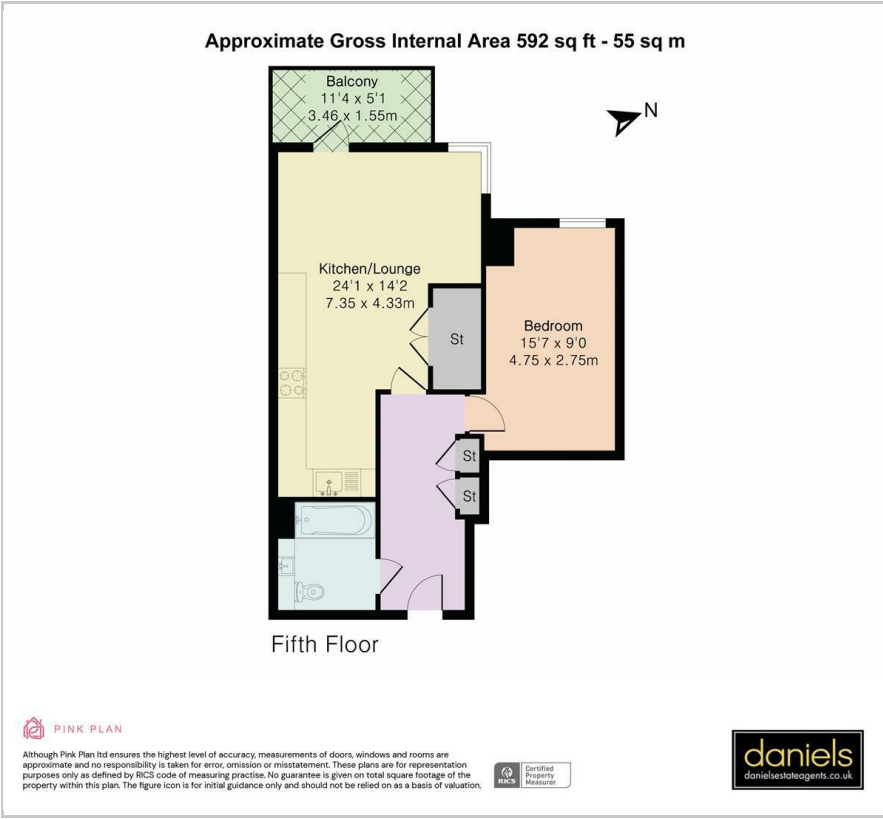 Approximate Gross Internal Area 592 sq ft - 55 sq m
Balcony
11'4 x 5'1
3.46 x 1.55m
N
Kitchen/Lounge
24'1 x 14'2
7.35 x 4.33m
St
Bedroom
15'7 x 9'0
4.75 x 2.75m
St
St
Fifth Floor
PINK PLAN
Although Pink Plan ltd ensures the highest level of accuracy, measurements of doors, windows and rooms are
approximate and no responsibility is taken for error, omission or misstatement. These plans are for representation
purposes only as defined by RICS code of measuring practise. No guarantee is given on total square footage of the
property within this plan. The figure icon is for initial guidance only and should not be relied on as a basis of valuation.
RICS
Certified
Property
Measurer
daniels
danielsestateagents.co.uk